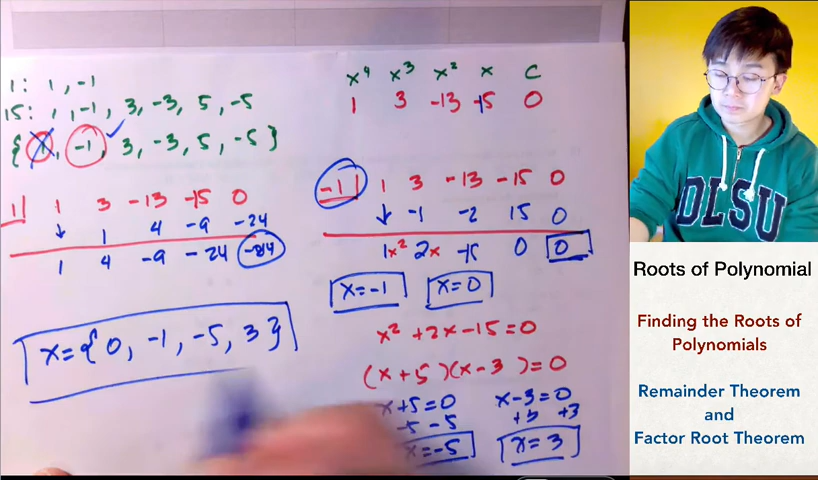 1: 1, -1
15: 1, -1, 3, -3, 5, -5
{1, -1, 3, -3, 5, -5}
1| 1 3 -13 -15 0
↓ 1 4 -9 -24
1 4 -9 -24 -24
x={0, -1, -5, 3}
x⁴ x³ x² x C
1 3 -13 -15 0
-1| 1 3 -13 -15 0
↓ -1 -2 15 0
1x² 2x -15 0 0
x=-1 x=0
x² +2x-15=0
(x+5)(x-3)=0
x+5=0 x-3=0
-5 -5 +3 +3
x=-5 x=3
DLSU
Roots of Polynomial
Finding the Roots of
Polynomials
Remainder Theorem
and
Factor Root Theorem